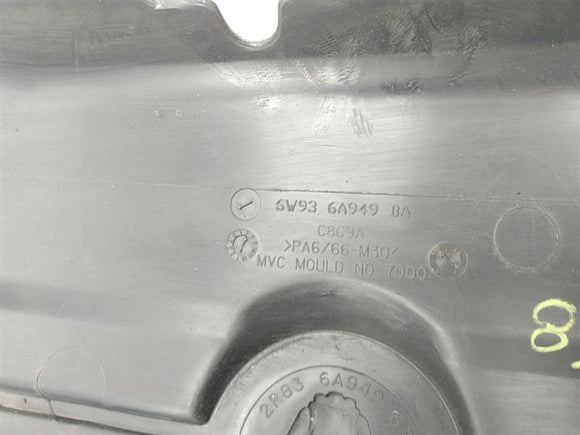 6W93 6A949 BA
C8C9A
>PA6/66-M30<
MVC MOULD NO 7000
2R83 6A949